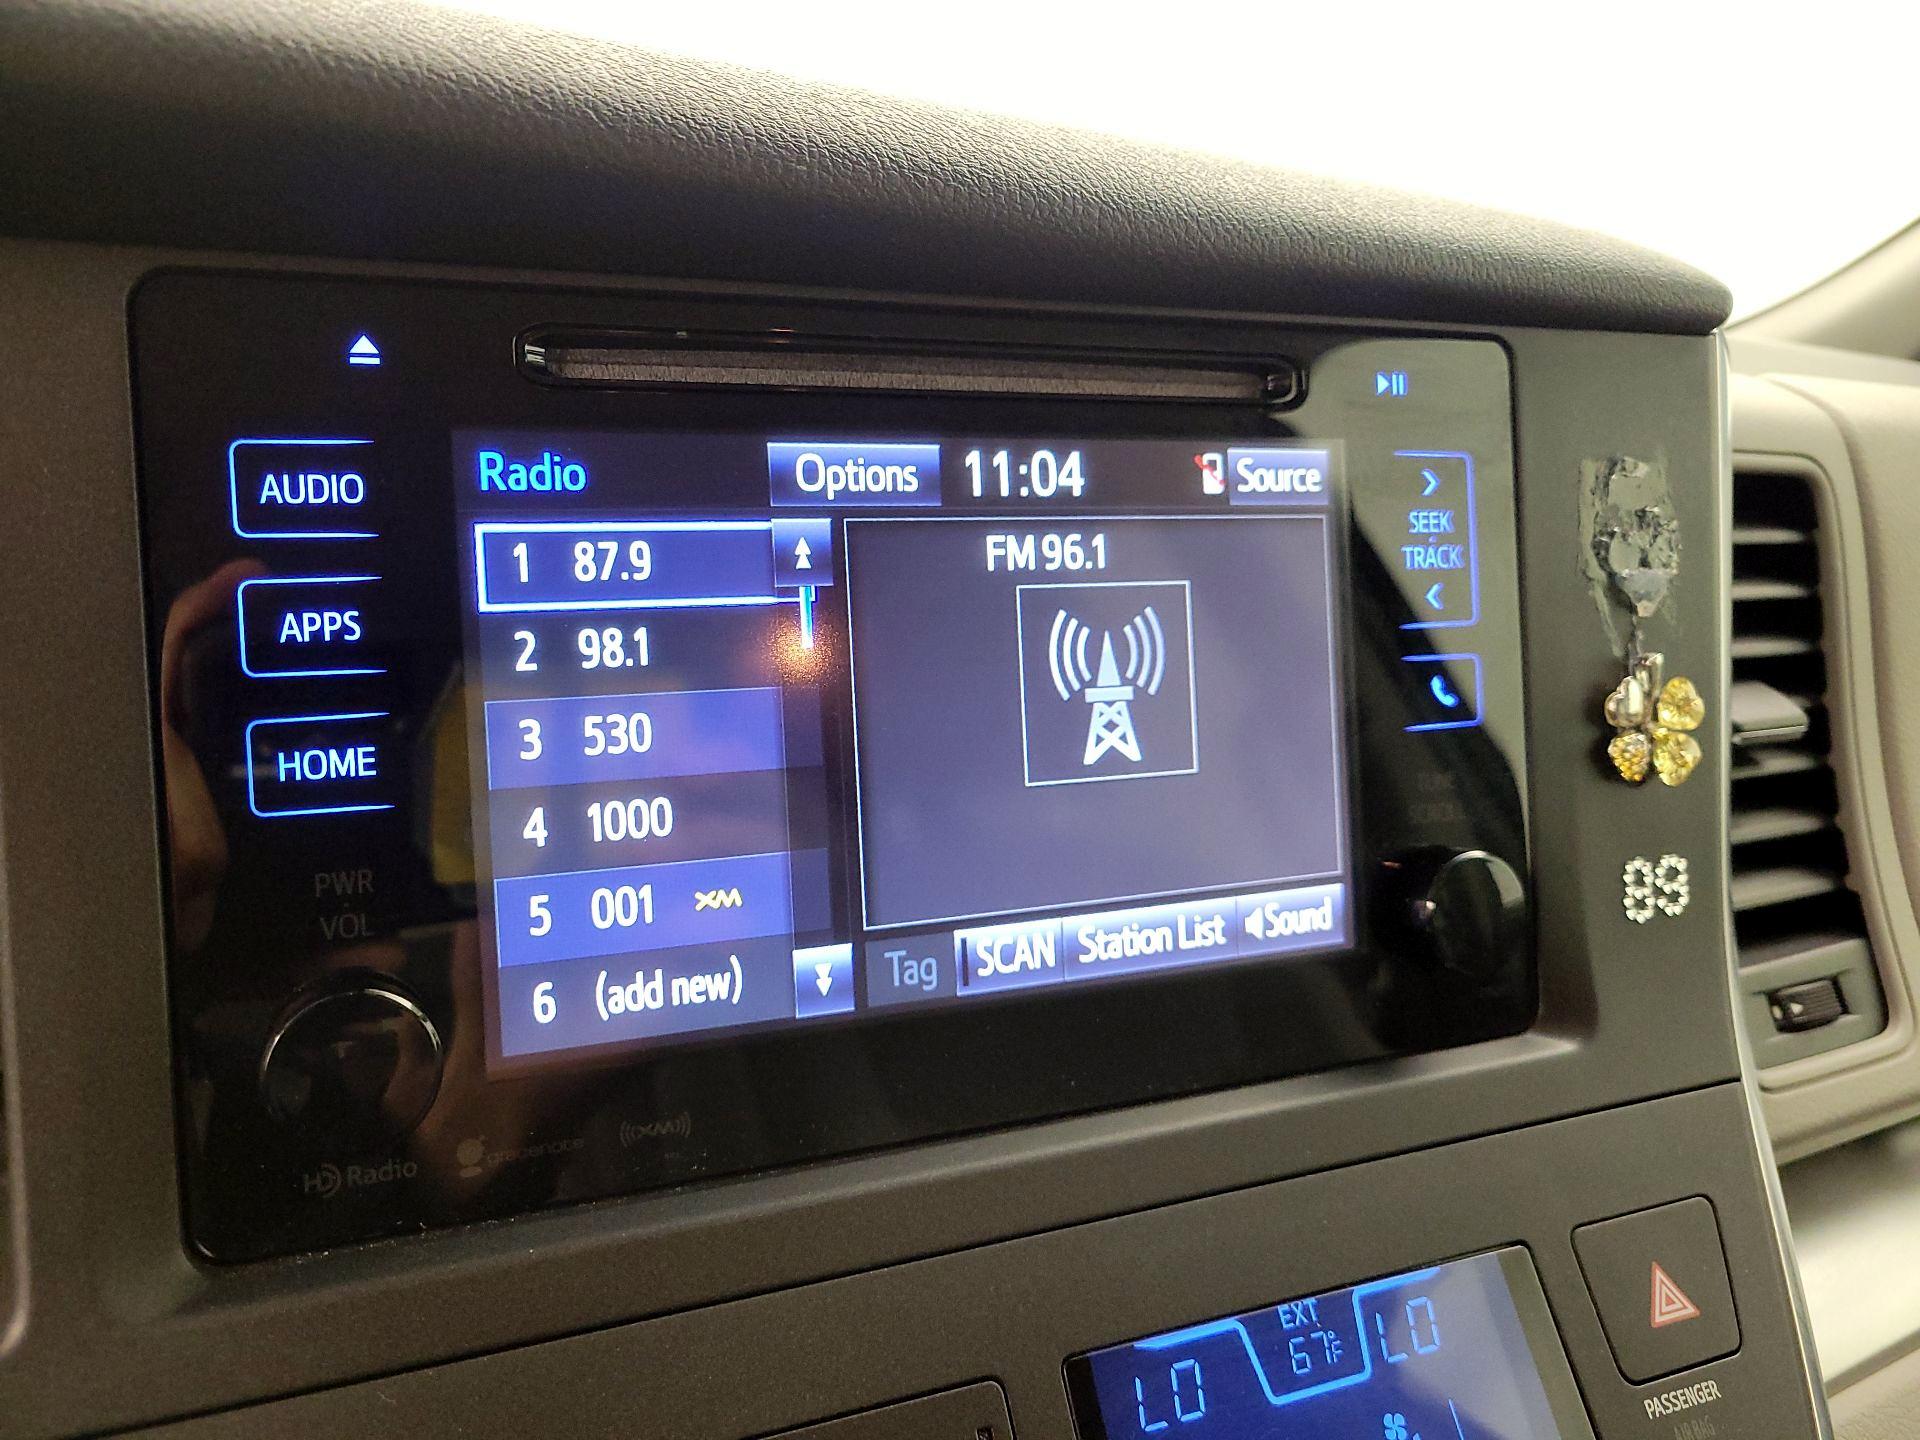 AUDIO
APPS
HOME
PWR
VOL
Radio
Options
11:04
Source
1 87.9
2 98.1
3 530
4 1000
5 001 XM
6 (add new)
FM 96.1
Tag
SCAN
Station List
Sound
SEEK
TRACK
89
HD Radio
gracenote
((XM))
LO
EXT
67°F
LO
PASSENGER
AIRBAG